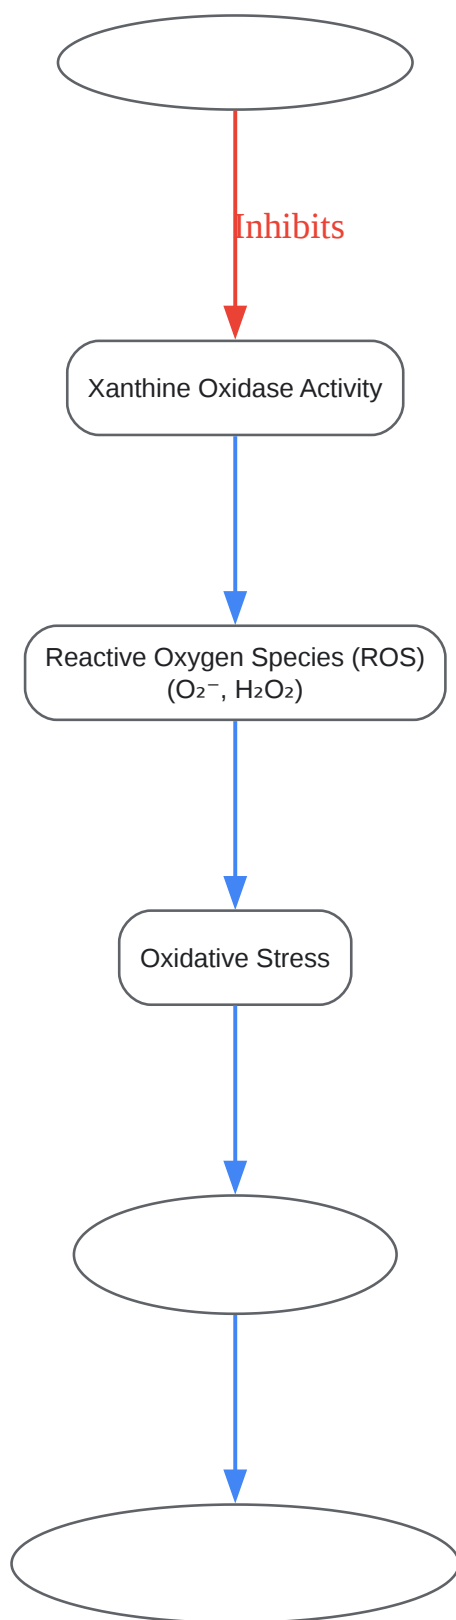 Inhibits
Xanthine Oxidase Activity
Reactive Oxygen Species (ROS)
(O₂⁻, H₂O₂)
Oxidative Stress